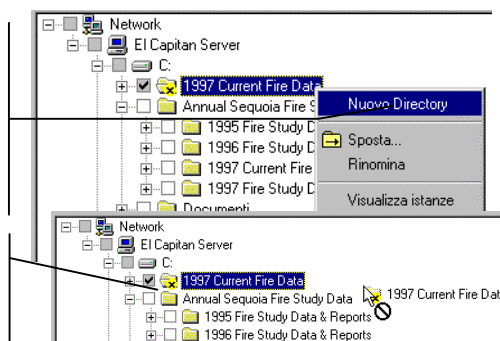 Network
El Capitan Server
C:
1997 Current Fire Data
Annual Sequoia Fire S
Nuovo Directory
1995 Fire Study D
Sposta...
1996 Fire Study D
Rinomina
1997 Current Fire
1997 Fire Study D
Visualizza istanze
Documenti
Network
El Capitan Server
C:
1997 Current Fire Data
Annual Sequoia Fire Study Data
1997 Current Fire Dat
1995 Fire Study Data & Reports
1996 Fire Study Data & Reports